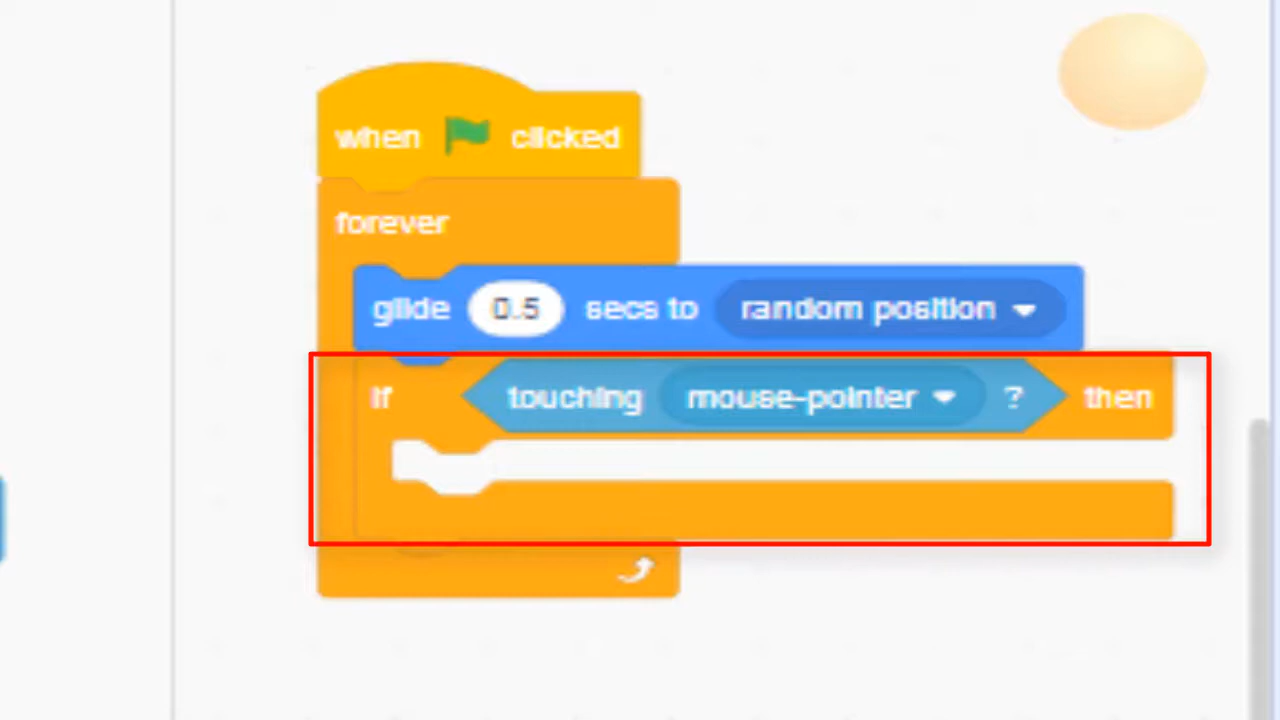 when clicked
forever
glide 0.5 secs to random position
if touching mouse-pointer ? then